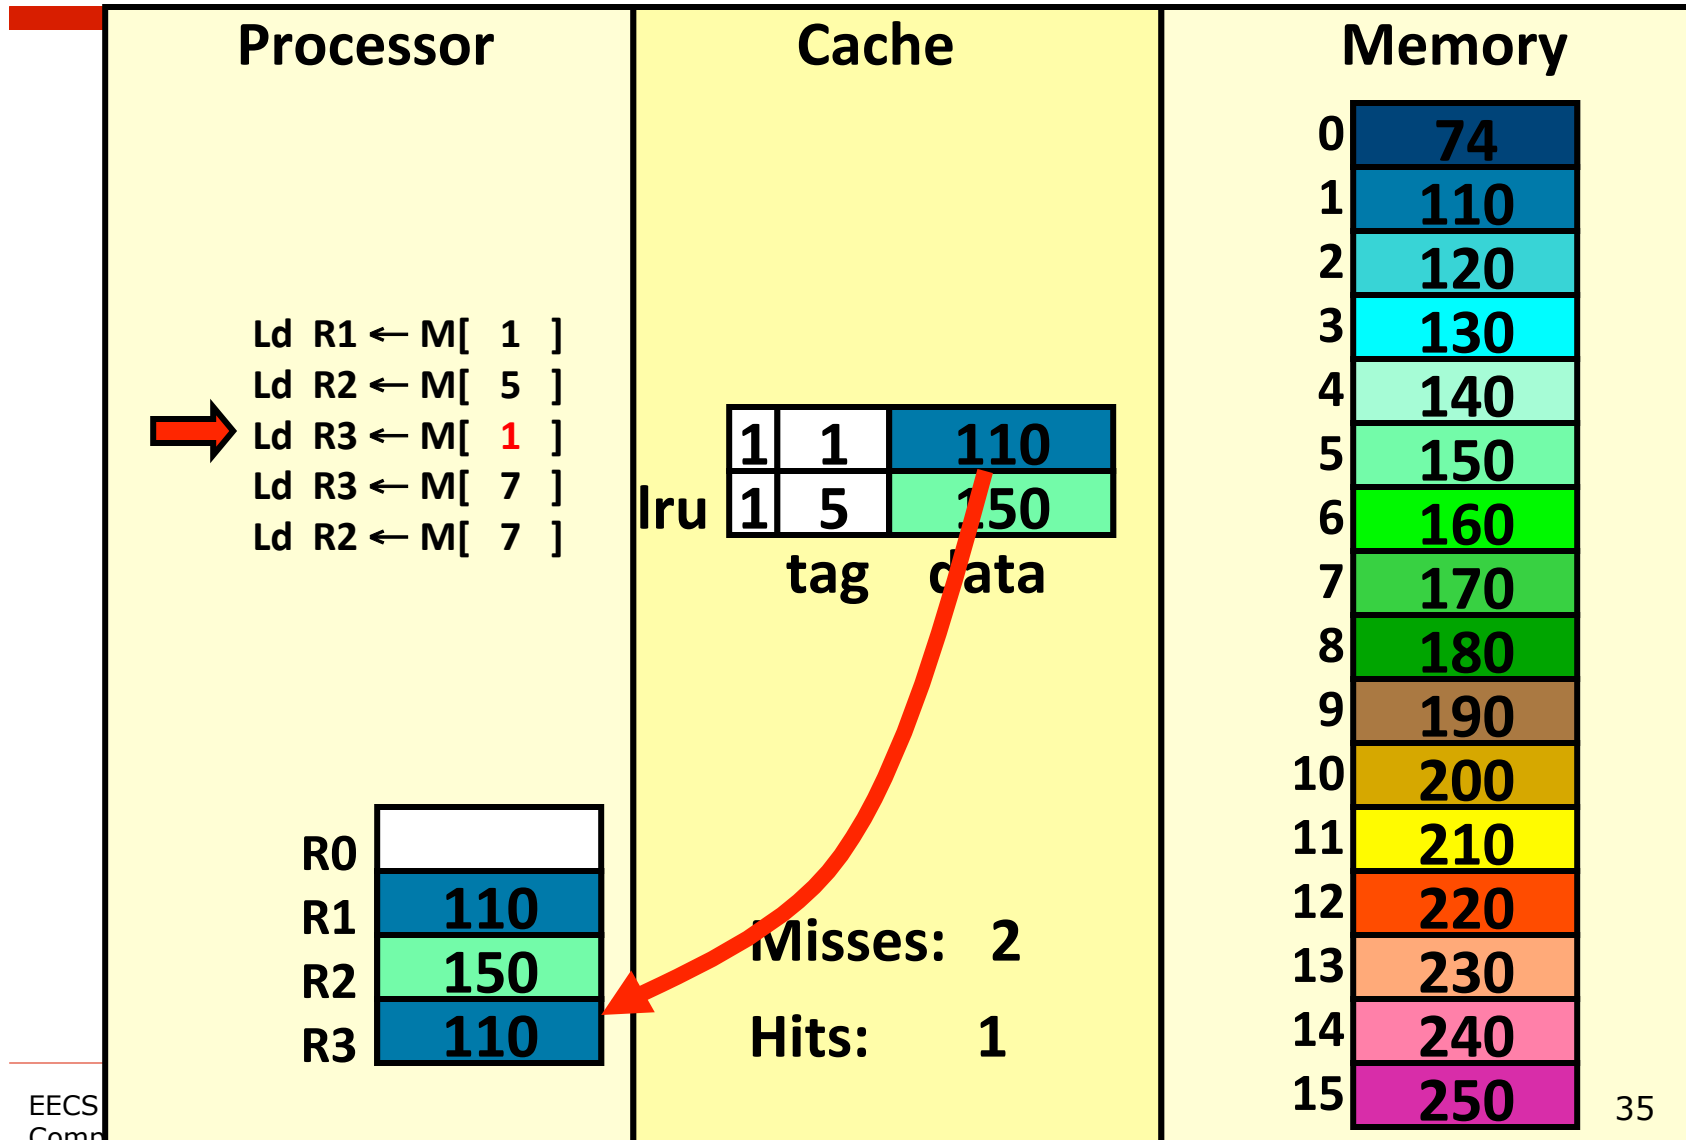 Processor
Ld R1 ← M[ 1 ]
Ld R2 ← M[ 5 ]
Ld R3 ← M[ 1 ]
Ld R3 ← M[ 7 ]
Ld R2 ← M[ 7 ]
R0
R1 110
R2 150
R3 110
Cache
1 1 110
lru 1 5 150
tag data
Misses: 2
Hits: 1
Memory
0 74
1 110
2 120
3 130
4 140
5 150
6 160
7 170
8 180
9 190
10 200
11 210
12 220
13 230
14 240
15 250
EECS
35